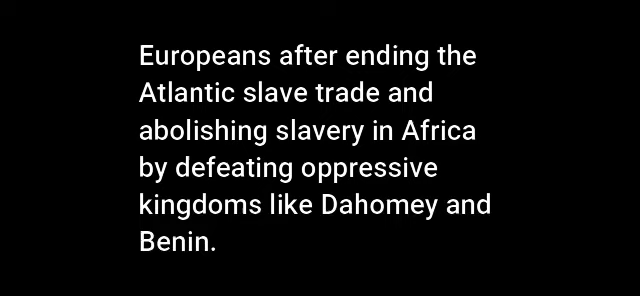 Europeans after ending the
Atlantic slave trade and
abolishing slavery in Africa
by defeating oppressive
kingdoms like Dahomey and
Benin.